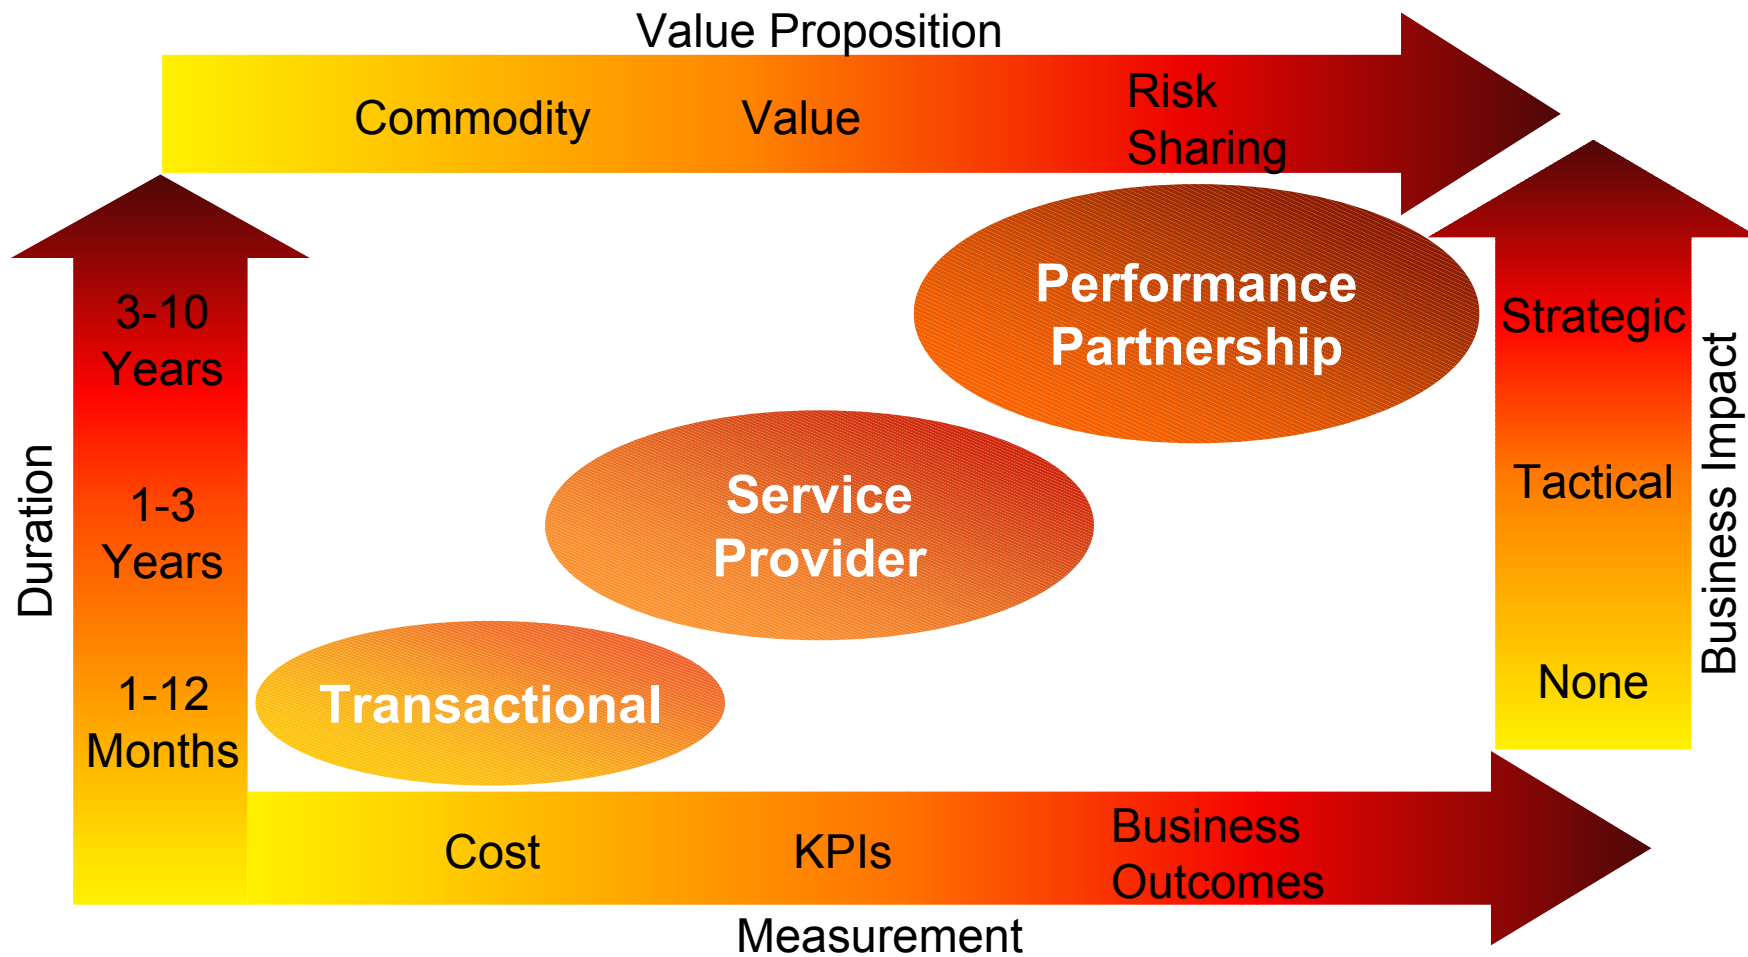 Value Proposition
Commodity
Value
Risk
Sharing
3-10
Years
1-3
Years
1-12
Months
Duration
Performance
Partnership
Service
Provider
Transactional
Strategic
Tactical
None
Business Impact
Cost
KPIs
Business
Outcomes
Measurement